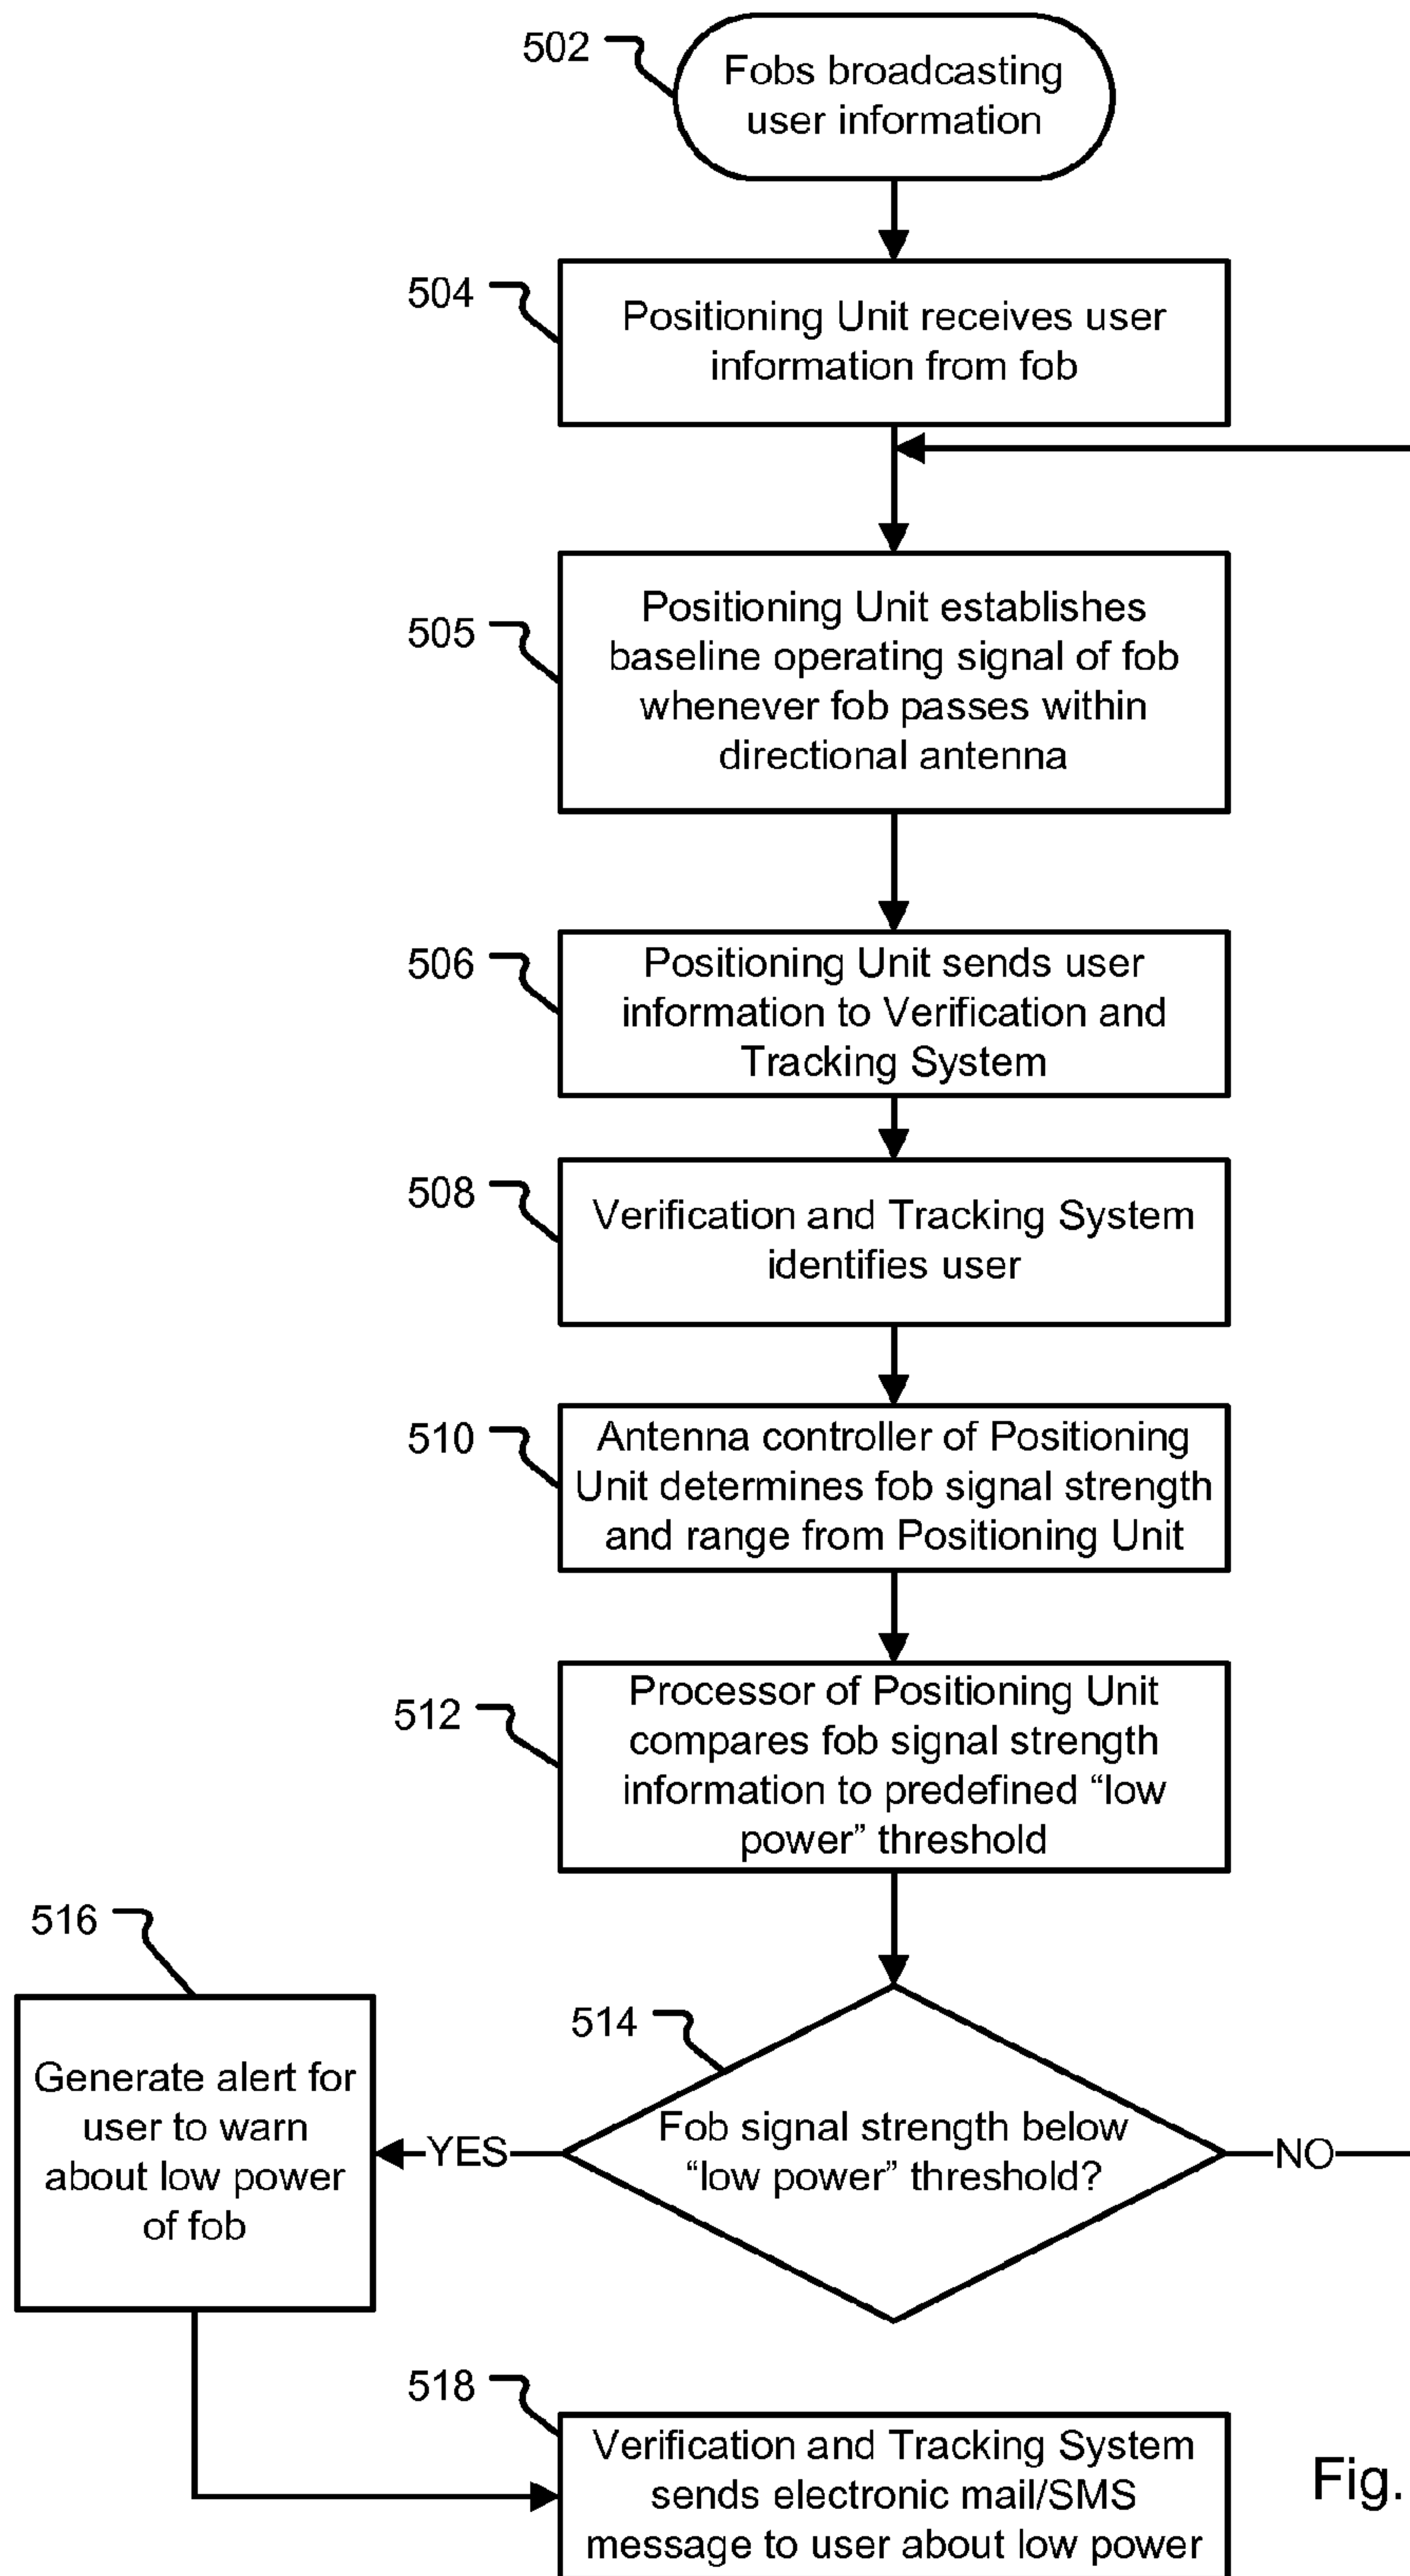 502
Fobs broadcasting
user information
504
Positioning Unit receives user
information from fob
505
Positioning Unit establishes
baseline operating signal of fob
whenever fob passes within
directional antenna
506
Positioning Unit sends user
information to Verification and
Tracking System
508
Verification and Tracking System
identifies user
510
Antenna controller of Positioning
Unit determines fob signal strength
and range from Positioning Unit
512
Processor of Positioning Unit
compares fob signal strength
information to predefined “low
power” threshold
514
Fob signal strength below
“low power” threshold?
YES
NO
516
Generate alert for
user to warn
about low power
of fob
518
Verification and Tracking System
sends electronic mail/SMS
message to user about low power
Fig.